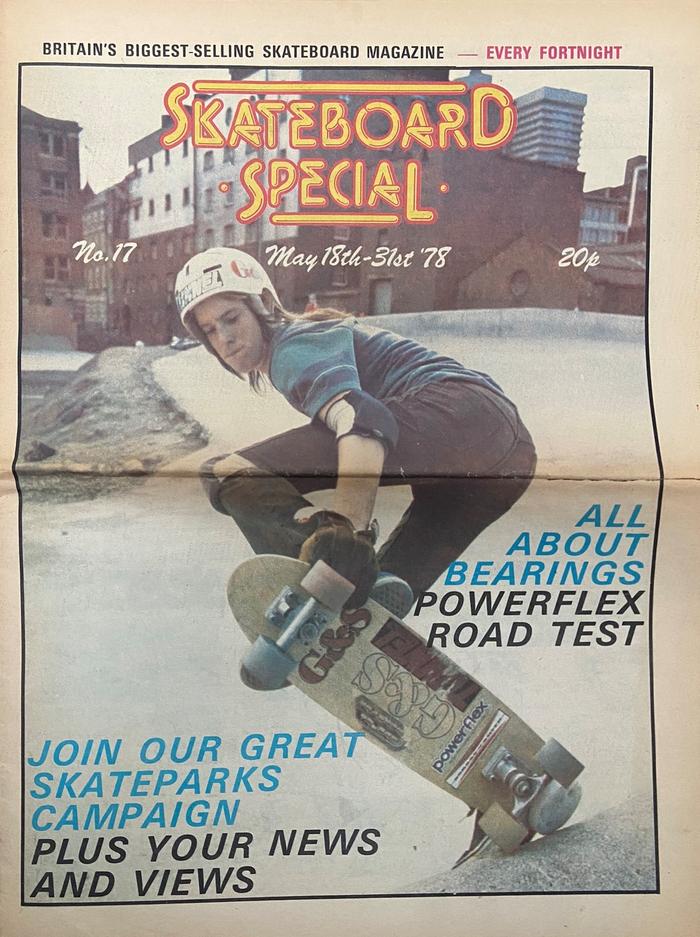 BRITAIN'S BIGGEST-SELLING SKATEBOARD MAGAZINE — EVERY FORTNIGHT
SKATEBOARD
·SPECIAL·
No.17 May 18th-31st '78 20p
ALL
ABOUT
BEARINGS
POWERFLEX
ROAD TEST
G&S
G&S
powerflex
JOIN OUR GREAT
SKATEPARKS
CAMPAIGN
PLUS YOUR NEWS
AND VIEWS